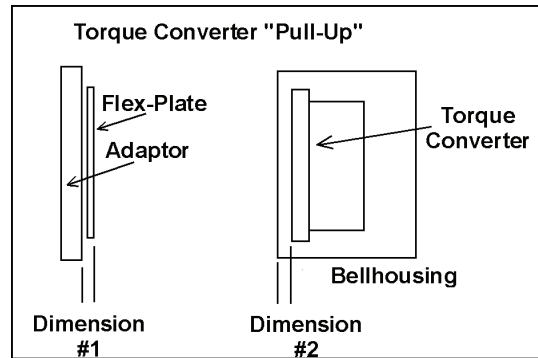 Torque Converter "Pull-Up"
Flex-Plate
Adaptor
Torque
Converter
Bellhousing
Dimension
#1
Dimension
#2